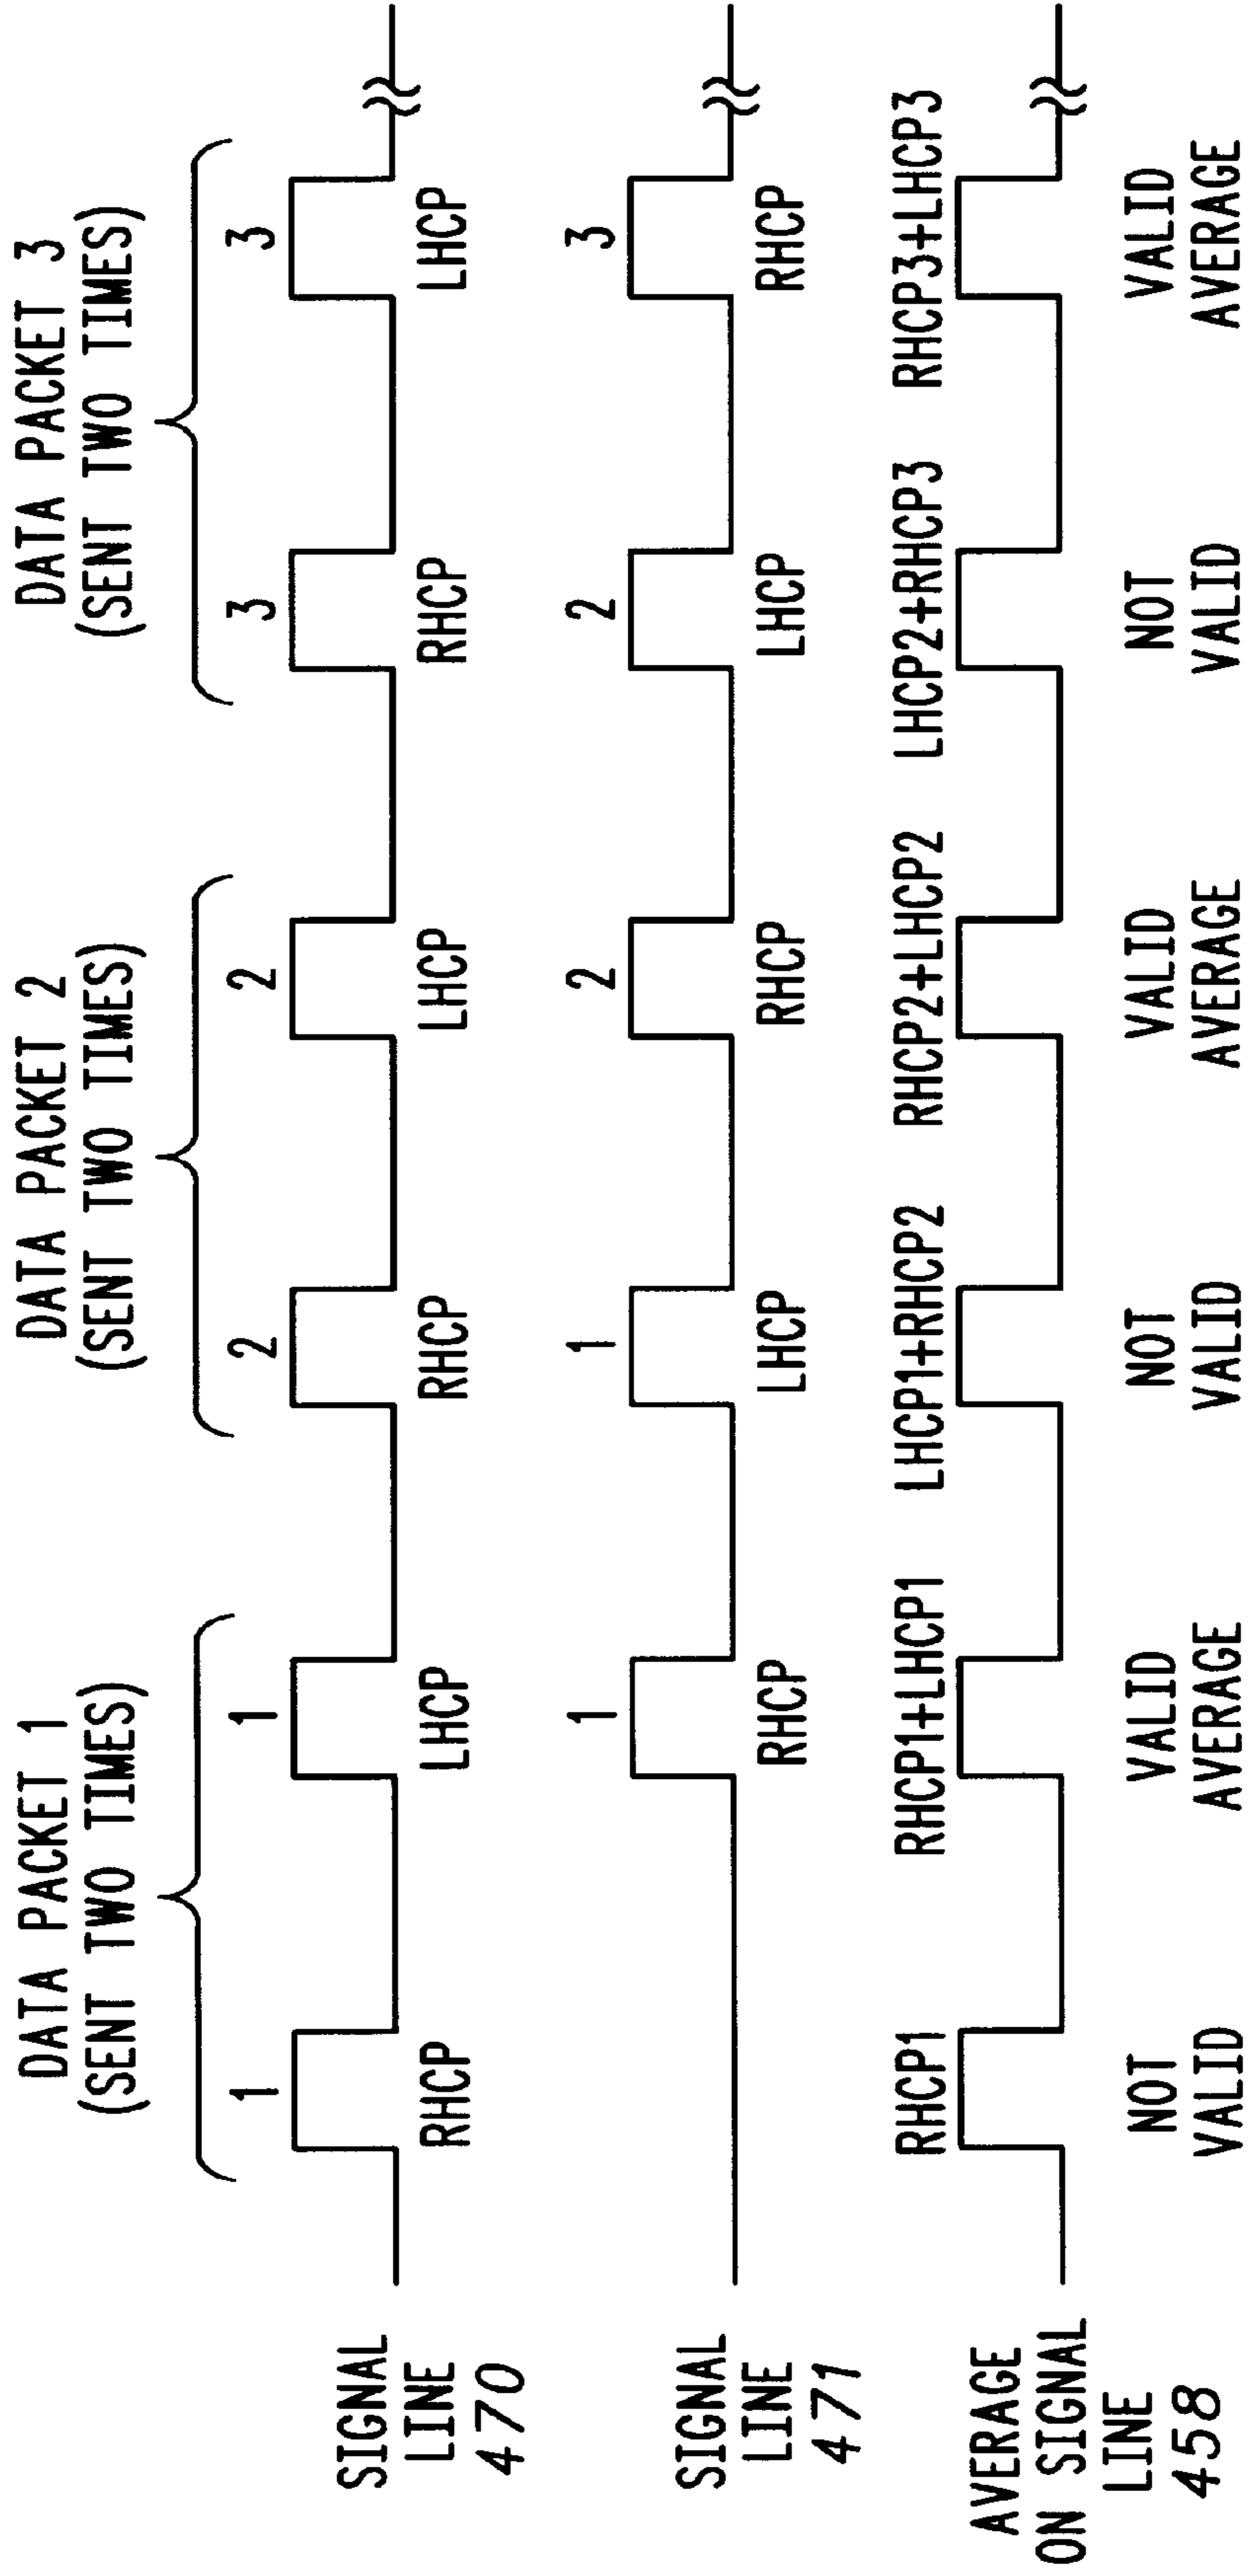 DATA PACKET 1
(SENT TWO TIMES)
DATA PACKET 2
(SENT TWO TIMES)
DATA PACKET 3
(SENT TWO TIMES)
1
1
2
2
3
3
SIGNAL
LINE
470
RHCP
LHCP
RHCP
LHCP
RHCP
LHCP
1
1
2
2
3
SIGNAL
LINE
471
RHCP
LHCP
RHCP
LHCP
RHCP
RHCP1
RHCP1+LHCP1
LHCP1+RHCP2
RHCP2+LHCP2
LHCP2+RHCP3
RHCP3+LHCP3
AVERAGE
ON SIGNAL
LINE
458
NOT
VALID
VALID
AVERAGE
NOT
VALID
VALID
AVERAGE
NOT
VALID
VALID
AVERAGE